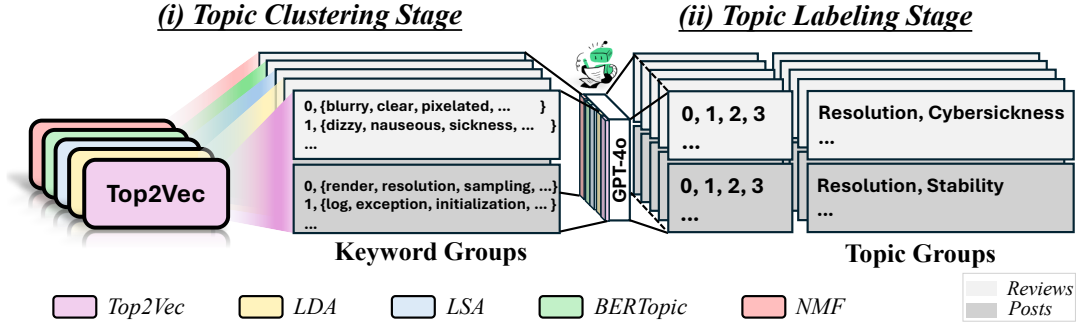 (i) Topic Clustering Stage
(ii) Topic Labeling Stage
Top2Vec
0, {blurry, clear, pixelated, ... }
1, {dizzy, nauseous, sickness, ... }
...
0, {render, resolution, sampling, ...}
1, {log, exception, initialization, ... }
...
Keyword Groups
GPT-4o
0, 1, 2, 3
...
0, 1, 2, 3
...
Resolution, Cybersickness
...
Resolution, Stability
...
Topic Groups
Top2Vec
LDA
LSA
BERTopic
NMF
Reviews
Posts